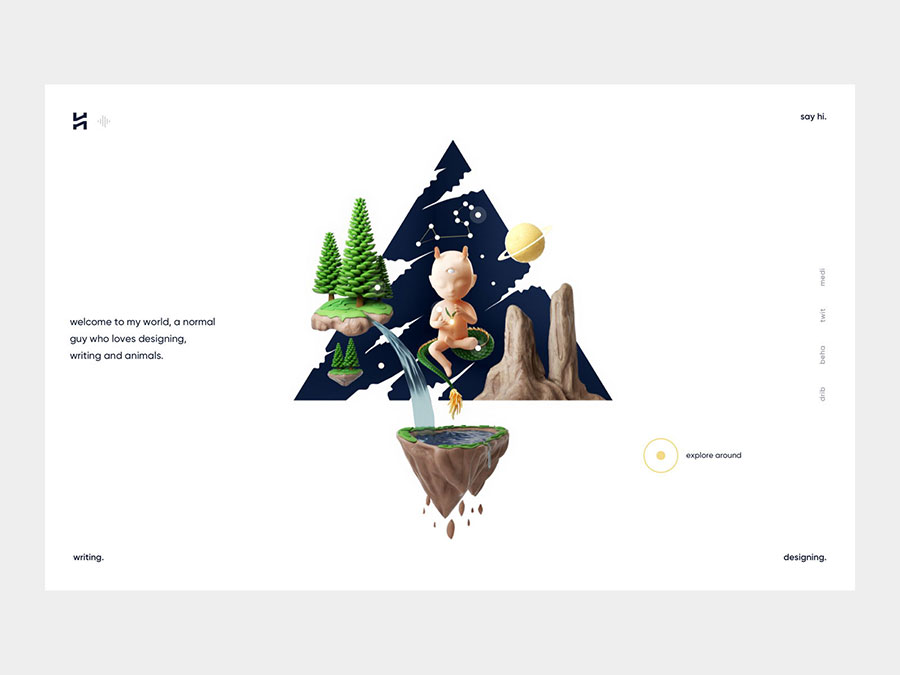 say hi.
welcome to my world, a normal
guy who loves designing,
writing and animals.
medi
twit
beha
drib
explore around
writing.
designing.